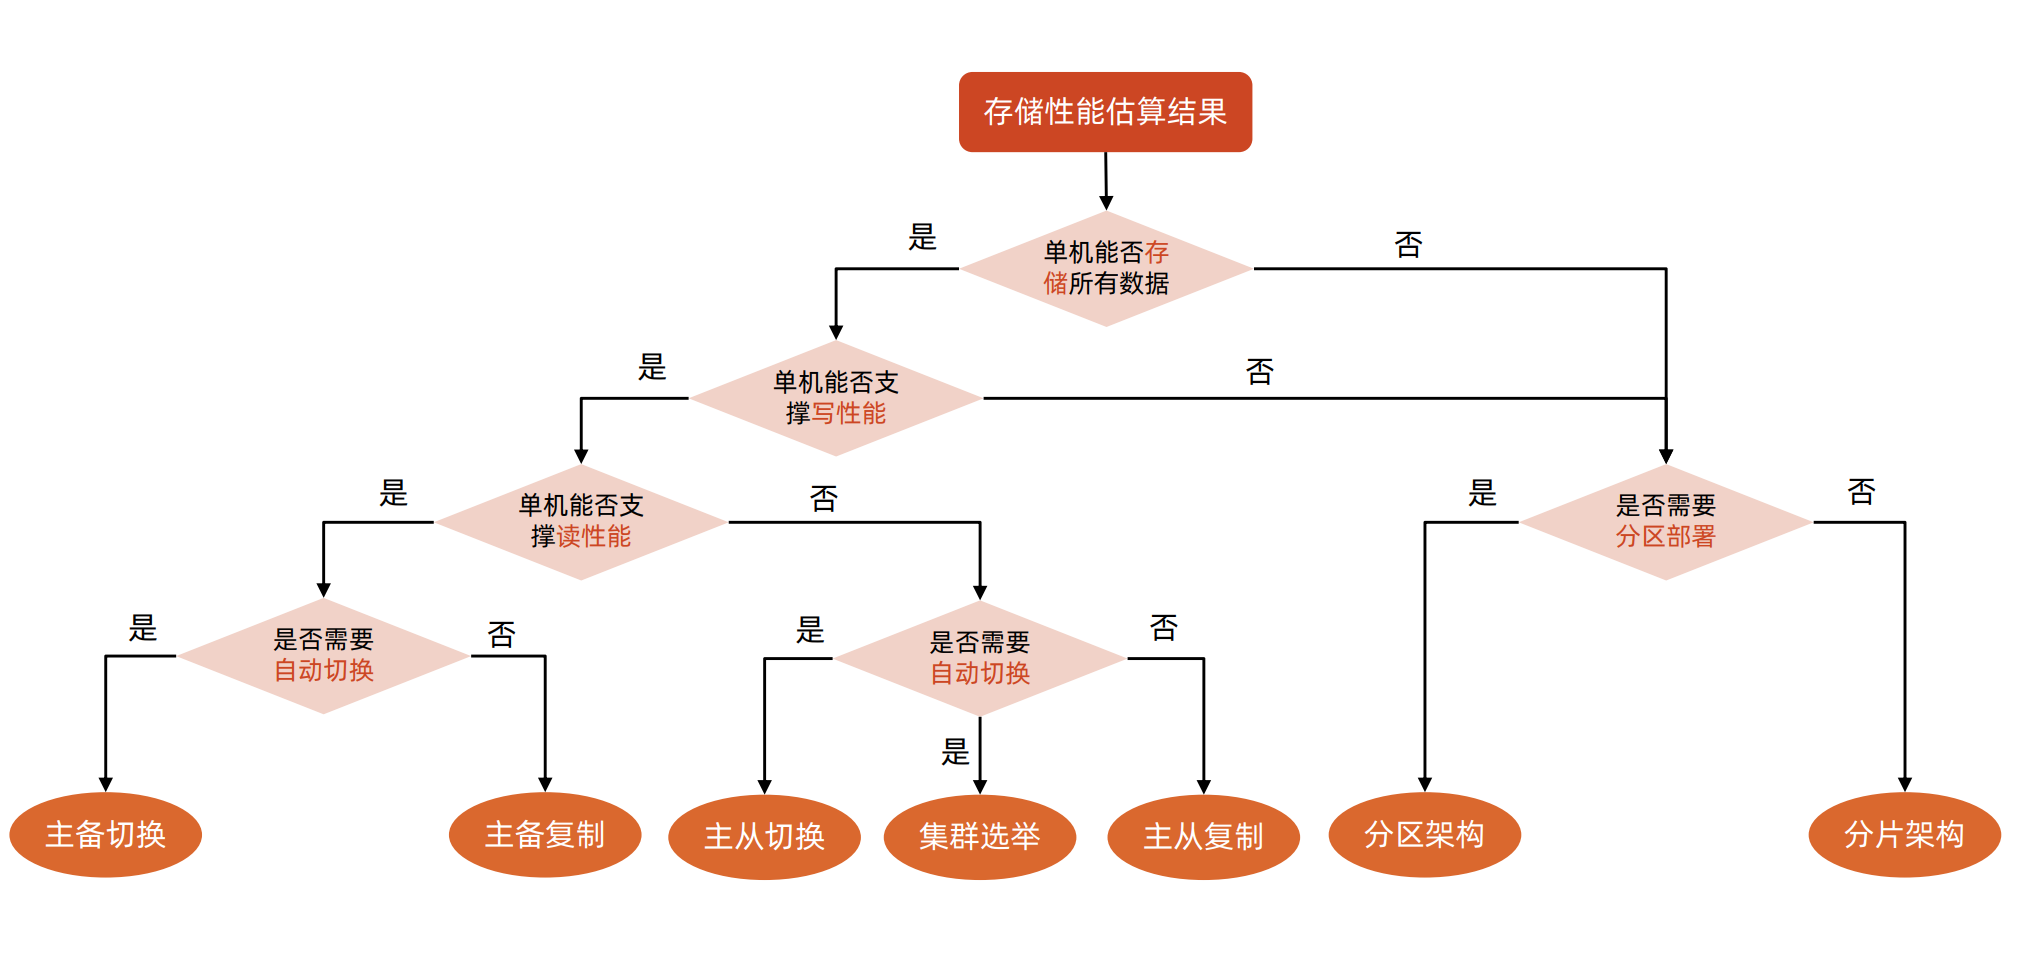 存储性能估算结果
是
否
单机能否存
储所有数据
是
否
单机能否支
撑写性能
是
否
单机能否支
撑读性能
是
否
是否需要
分区部署
是
否
是否需要
自动切换
是
否
是否需要
自动切换
是
主备切换
主备复制
主从切换
集群选举
主从复制
分区架构
分片架构